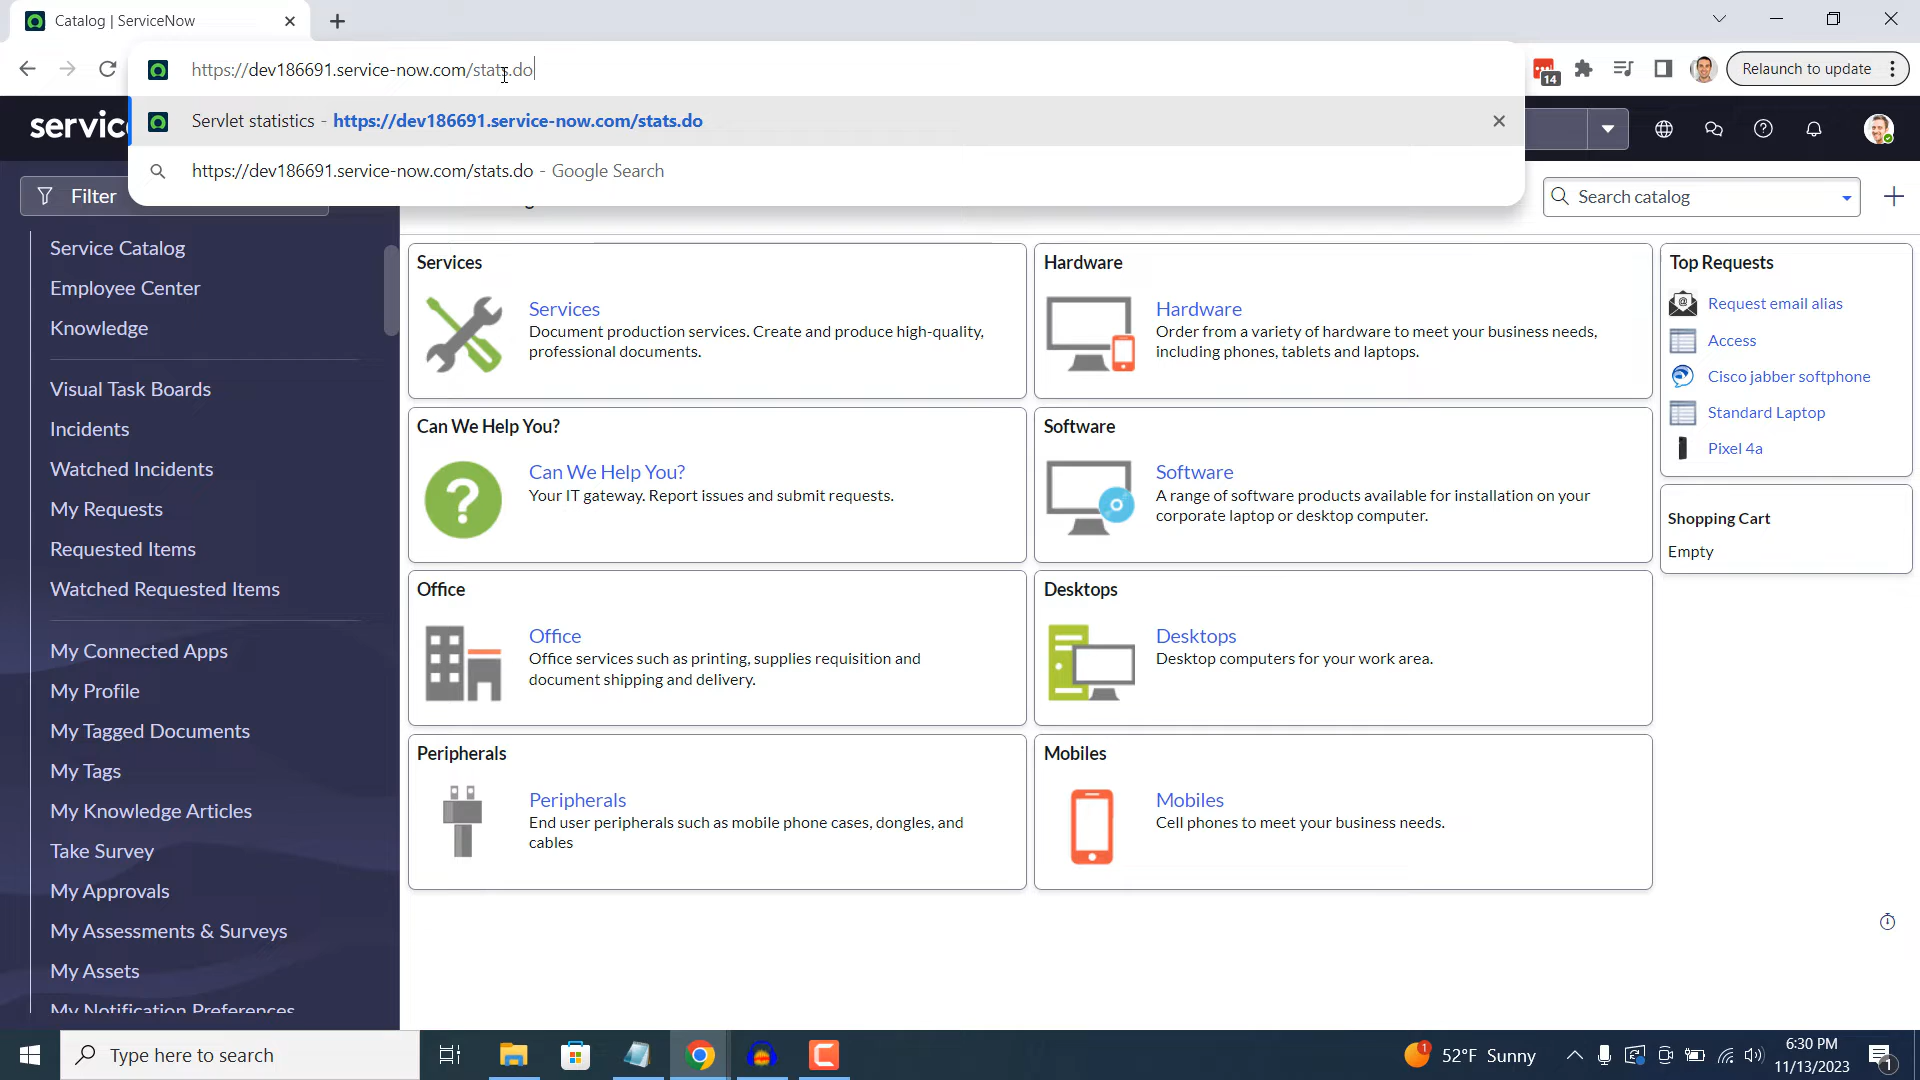 Catalog | ServiceNow
https://dev186691.service-now.com/stats.do
14
Relaunch to update
Servlet statistics - https://dev186691.service-now.com/stats.do
https://dev186691.service-now.com/stats.do - Google Search
servic
Filter
Search catalog
Service Catalog
Employee Center
Knowledge
Visual Task Boards
Incidents
Watched Incidents
My Requests
Requested Items
Watched Requested Items
My Connected Apps
My Profile
My Tagged Documents
My Tags
My Knowledge Articles
Take Survey
My Approvals
My Assessments & Surveys
My Assets
My Notification Preferences
Services
Services
Document production services. Create and produce high-quality,
professional documents.
Hardware
Hardware
Order from a variety of hardware to meet your business needs,
including phones, tablets and laptops.
Can We Help You?
Can We Help You?
Your IT gateway. Report issues and submit requests.
Software
Software
A range of software products available for installation on your
corporate laptop or desktop computer.
Office
Office
Office services such as printing, supplies requisition and
document shipping and delivery.
Desktops
Desktops
Desktop computers for your work area.
Peripherals
Peripherals
End user peripherals such as mobile phone cases, dongles, and
cables
Mobiles
Mobiles
Cell phones to meet your business needs.
Top Requests
Request email alias
Access
Cisco jabber softphone
Standard Laptop
Pixel 4a
Shopping Cart
Empty
Type here to search
1
52°F Sunny
6:30 PM
11/13/2023
1